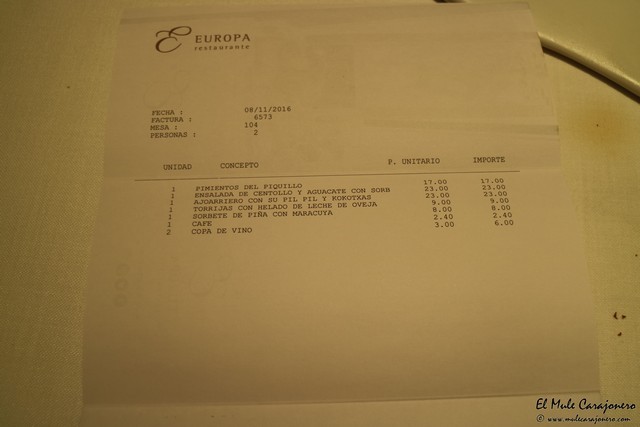 E EUROPA
restaurante
FECHA : 08/11/2016
FACTURA : 6573
MESA : 104
PERSONAS : 2
UNIDAD CONCEPTO P. UNITARIO IMPORTE
1 PIMIENTOS DEL PIQUILLO 17.00 17.00
1 ENSALADA DE CENTOLLO Y AGUACATE CON SORB 23.00 23.00
1 AJOARRIERO CON SU PIL PIL Y KOKOTXAS 23.00 23.00
1 TORRIJAS CON HELADO DE LECHE DE OVEJA 9.00 9.00
1 SORBETE DE PIÑA CON MARACUYA 8.00 8.00
1 CAFE 2.40 2.40
2 COPA DE VINO 3.00 6.00
El Mule Carajonero
© www.mulecarajonero.com